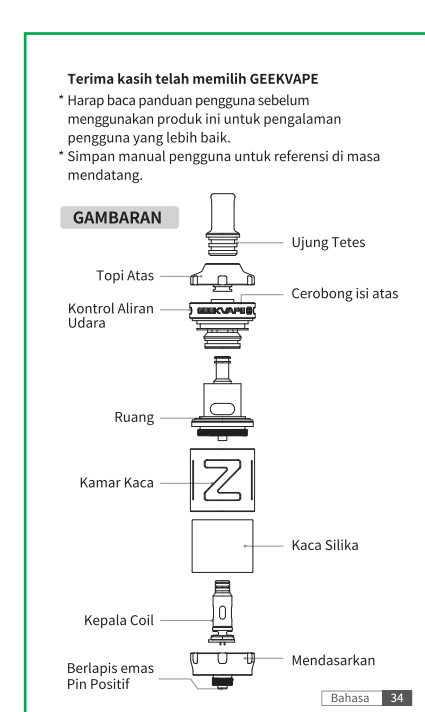 Terima kasih telah memilih GEEKVAPE
* Harap baca panduan pengguna sebelum
menggunakan produk ini untuk pengalaman
pengguna yang lebih baik.
* Simpan manual pengguna untuk referensi di masa
mendatang.
GAMBARAN
Ujung Tetes
Topi Atas
Cerobong isi atas
Kontrol Aliran
Udara
GEEKVAPE
Ruang
Kamar Kaca
Z
Kaca Silika
Kepala Coil
Mendasarkan
Berlapis emas
Pin Positif
Bahasa 34